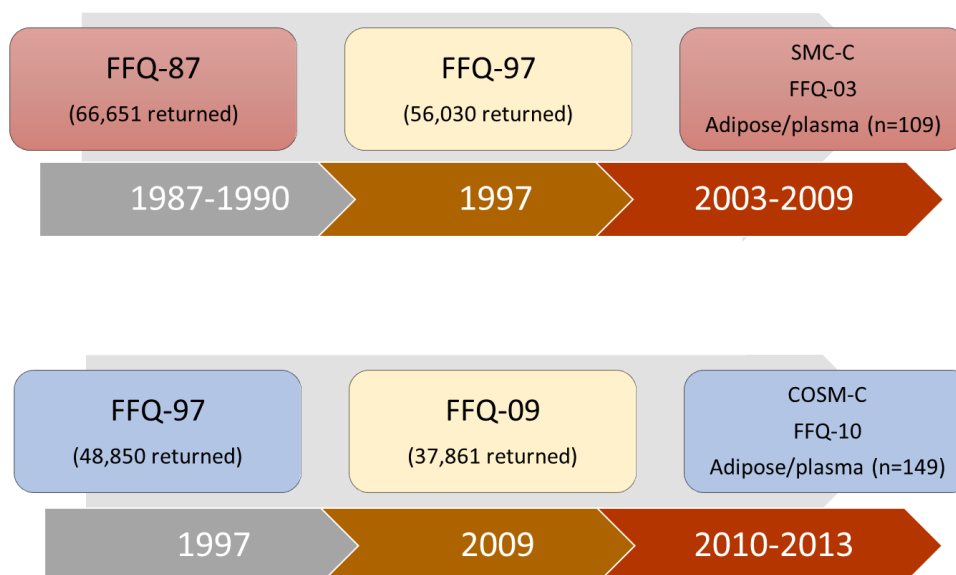 FFQ-87
(66,651 returned)
FFQ-97
(56,030 returned)
SMC-C
FFQ-03
Adipose/plasma (n=109)
1987-1990
1997
2003-2009
FFQ-97
(48,850 returned)
FFQ-09
(37,861 returned)
COSM-C
FFQ-10
Adipose/plasma (n=149)
1997
2009
2010-2013